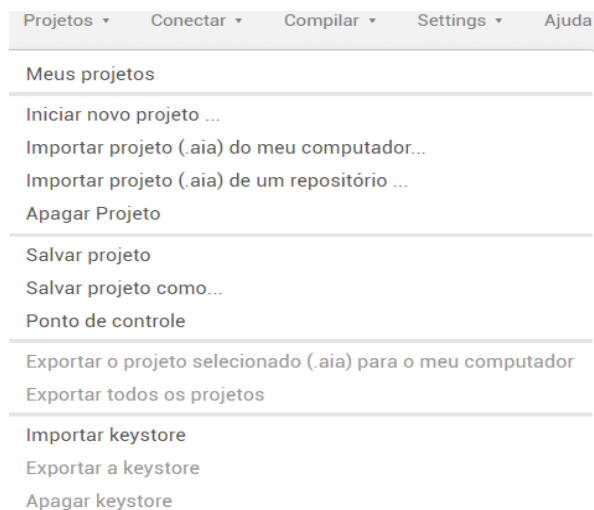 Projetos ▾ Conectar ▾ Compilar ▾ Settings ▾ Ajuda
Meus projetos
Iniciar novo projeto ...
Importar projeto (.aia) do meu computador...
Importar projeto (.aia) de um repositório ...
Apagar Projeto
Salvar projeto
Salvar projeto como...
Ponto de controle
Exportar o projeto selecionado (.aia) para o meu computador
Exportar todos os projetos
Importar keystore
Exportar a keystore
Apagar keystore